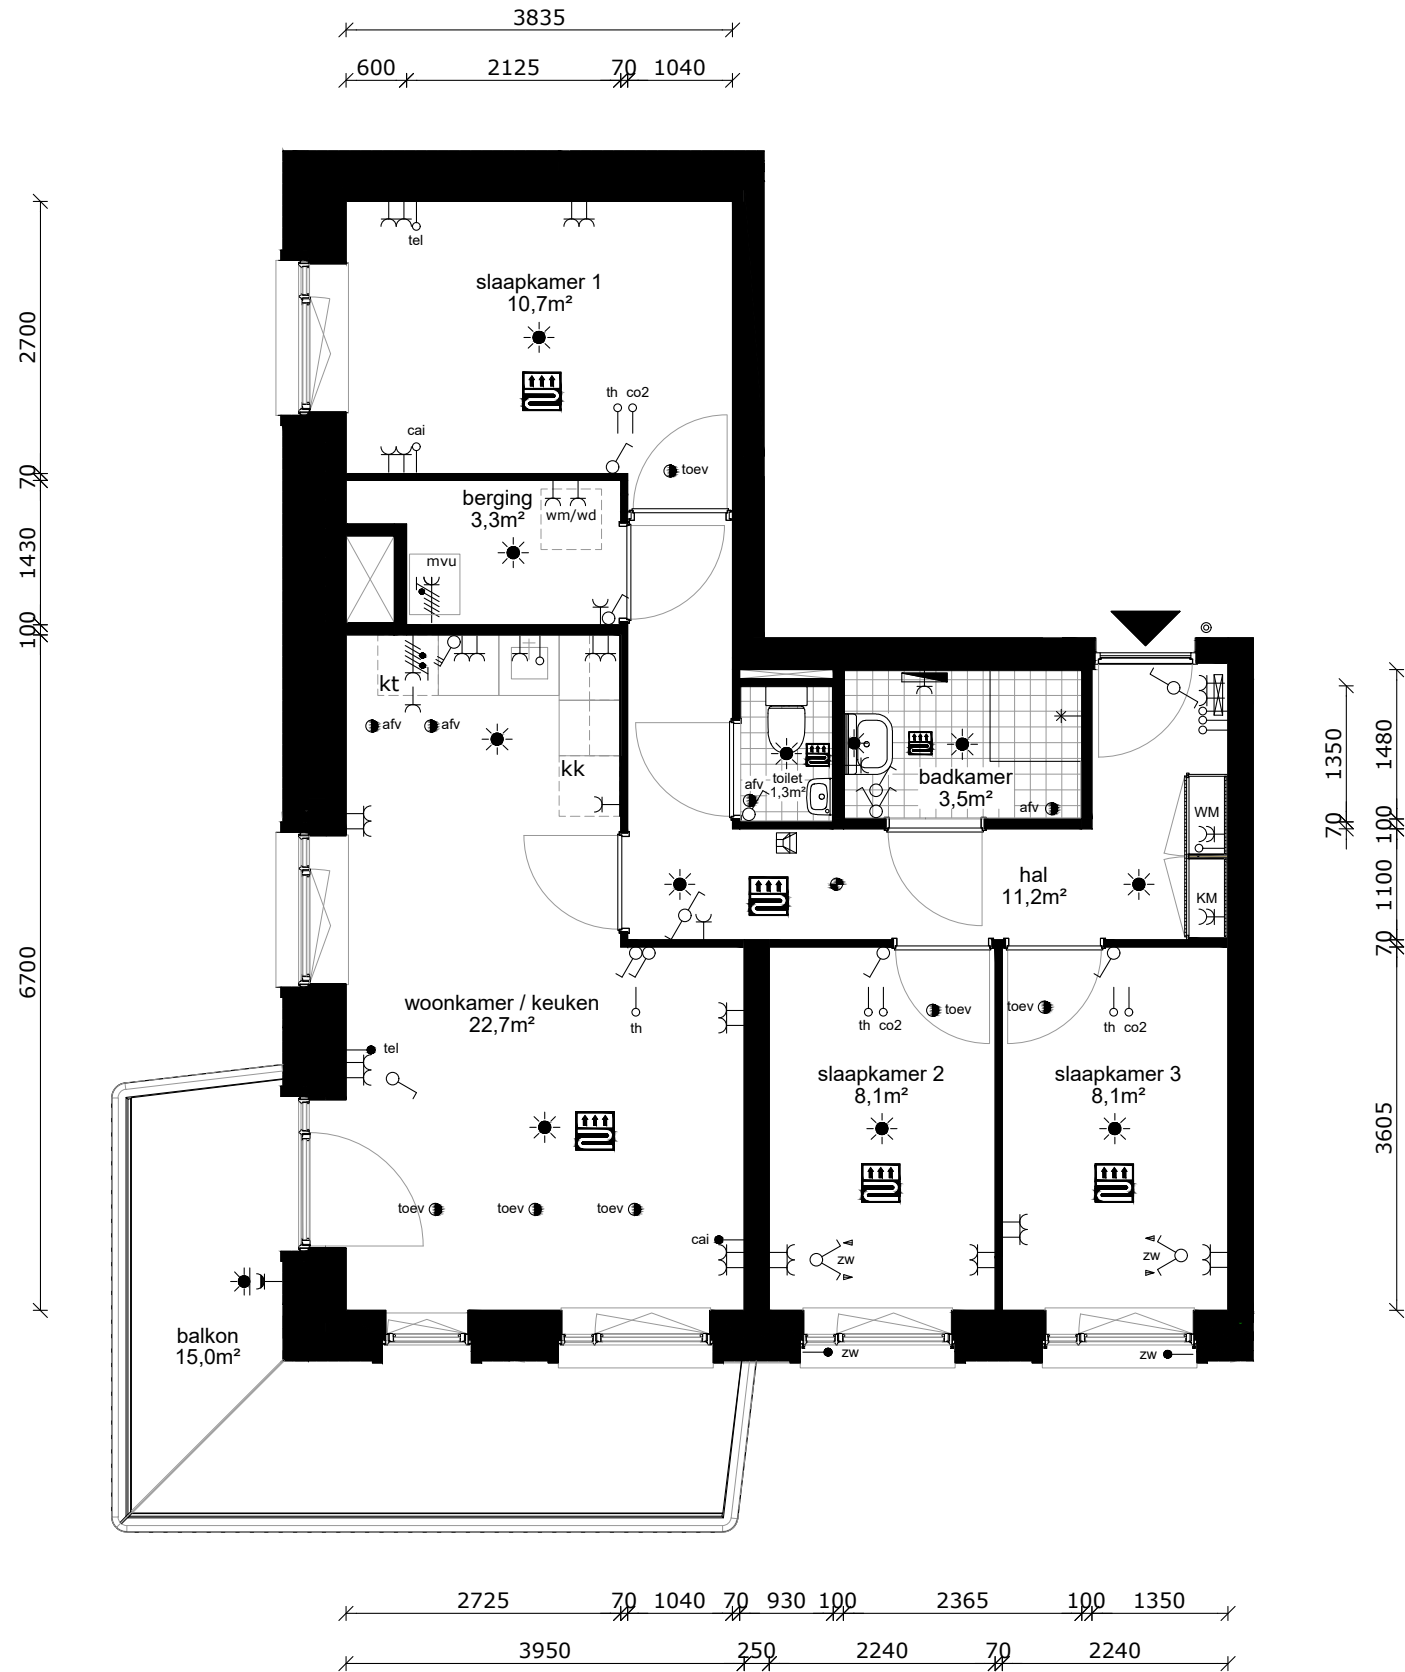 3835
600 2125 70 1040
tel
slaapkamer 1
10,7m²
th co2
cai
toev
2700
70
1430
100
6700
berging
3,3m²
wm/wd
mvu
kt
afv afv
kk
toilet
1,3m²
afv
badkamer
3,5m²
afv
WM
KM
hal
11,2m²
1350
70
1480
100
1100
70
3605
woonkamer / keuken
22,7m²
th
tel
toev toev toev
cai
th co2
toev
slaapkamer 2
8,1m²
zw
zw
toev
th co2
slaapkamer 3
8,1m²
zw
zw
balkon
15,0m²
2725 70 1040 70 930 100 2365 100 1350
3950 250 2240 70 2240